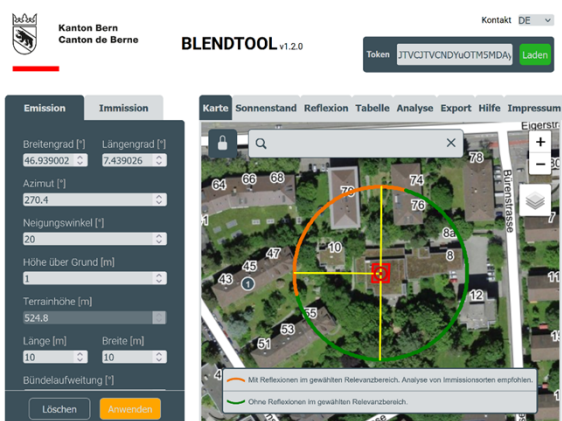 Kanton Bern
Canton de Berne
BLENDTOOL v1.2.0
Kontakt DE
Token JTVCJTVCNDYuOTM5MDAy Laden
Emission Immission
Karte Sonnenstand Reflexion Tabelle Analyse Export Hilfe Impressum
Breitengrad [°] Längengrad [°]
46.939002 7.439026
Azimut [°]
270.4
Neigungswinkel [°]
20
Höhe über Grund [m]
1
Terrainhöhe [m]
524.8
Länge [m] Breite [m]
10 10
Bündelaufweitung [°]
Löschen Anwenden
Eigerstr
+
−
78
64 66 68
74
76
Bürenstrasse
8a
8
10
47
45
43
1
12
11
55
53
51
4
Mit Reflexionen im gewählten Relevanzbereich. Analyse von Immissionsorten empfohlen.
Ohne Reflexionen im gewählten Relevanzbereich.